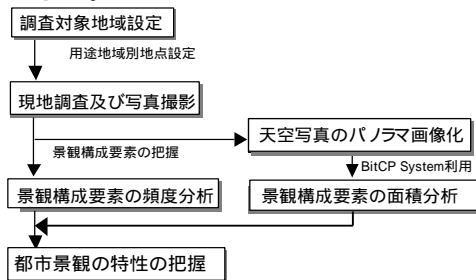 調査対象地域設定
用途地域別地点設定
現地調査及び写真撮影
天空写真のパノラマ画像化
景観構成要素の把握
BitCP System利用
景観構成要素の頻度分析
景観構成要素の面積分析
都市景観の特性の把握